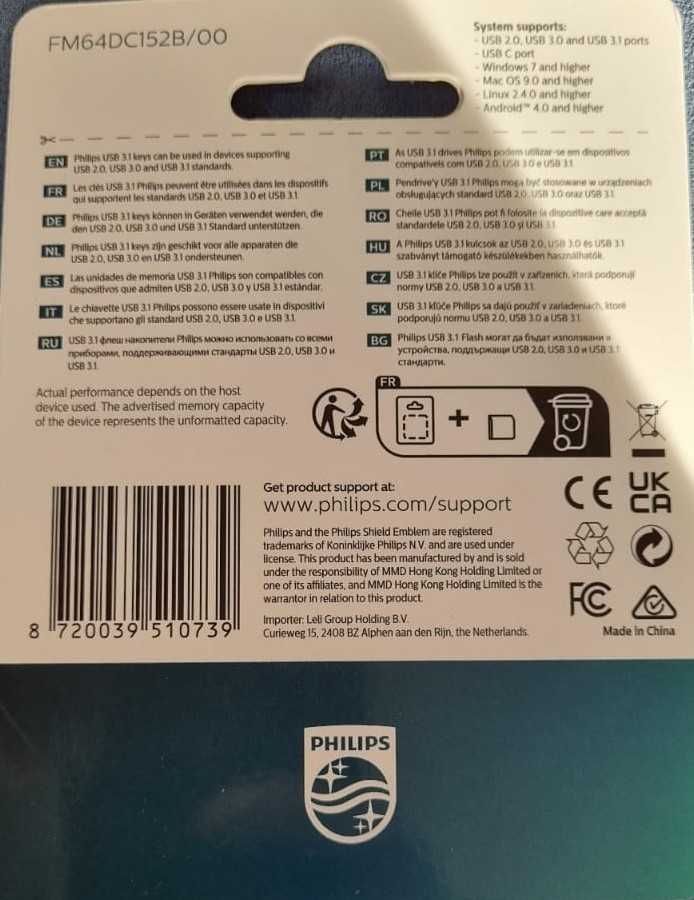 FM64DC152B/00
System supports:
- USB 2.0, USB 3.0 and USB 3.1 ports
- USB C port
- Windows 7 and higher
- Mac OS 9.0 and higher
- Linux 2.4.0 and higher
- Android™ 4.0 and higher
EN Philips USB 3.1 keys can be used in devices supporting
USB 2.0, USB 3.0 and USB 3.1 standards.
FR Les clés USB 3.1 Philips peuvent être utilisées dans les dispositifs
qui supportent les standards USB 2.0, USB 3.0 et USB 3.1.
DE Philips USB 3.1 keys können in Geräten verwendet werden, die
den USB 2.0, USB 3.0 und USB 3.1 Standard unterstützen.
NL Philips USB 3.1 keys zijn geschikt voor alle apparaten die
USB 2.0, USB 3.0 en USB 3.1 ondersteunen.
ES Las unidades de memoria USB 3.1 Philips son compatibles con
dispositivos que admiten USB 2.0, USB 3.0 y USB 3.1 estándar.
IT Le chiavette USB 3.1 Philips possono essere usate in dispositivi
che supportano gli standard USB 2.0, USB 3.0 e USB 3.1.
RU USB 3.1 флеш накопители Philips можно использовать со всеми
приборами, поддерживающими стандарты USB 2.0, USB 3.0 и
USB 3.1.
PT As USB 3.1 drives Philips podem utilizar-se em dispositivos
compatíveis com USB 2.0, USB 3.0 e USB 3.1.
PL Pendrive'y USB 3.1 Philips mogą być stosowane w urządzeniach
obsługujących standard USB 2.0, USB 3.0 oraz USB 3.1.
RO Cheile USB 3.1 Philips pot fi folosite la dispozitive care acceptă
standardele USB 2.0, USB 3.0 și USB 3.1.
HU A Philips USB 3.1 kulcsok az USB 2.0, USB 3.0 és USB 3.1
szabványt támogató készülékekben használhatók.
CZ USB 3.1 klíče Philips lze použít v zařízeních, která podporují
normy USB 2.0, USB 3.0 a USB 3.1.
SK USB 3.1 kľúče Philips sa dajú použiť v zariadeniach, ktoré
podporujú normu USB 2.0, USB 3.0 a USB 3.1.
BG Philips USB 3.1 Flash могат да бъдат използвани в
устройства, поддържащи USB 2.0, USB 3.0 и USB 3.1
стандарти.
Actual performance depends on the host
device used. The advertised memory capacity
of the device represents the unformatted capacity.
FR
+
Get product support at:
www.philips.com/support
CE UK
CA
Philips and the Philips Shield Emblem are registered
trademarks of Koninklijke Philips N.V. and are used under
license. This product has been manufactured by and is sold
under the responsibility of MMD Hong Kong Holding Limited or
one of its affiliates, and MMD Hong Kong Holding Limited is the
warrantor in relation to this product.
Importer: Leli Group Holding B.V.
Curieweg 15, 2408 BZ Alphen aan den Rijn, the Netherlands.
FC
Made in China
8 720039 510739
PHILIPS